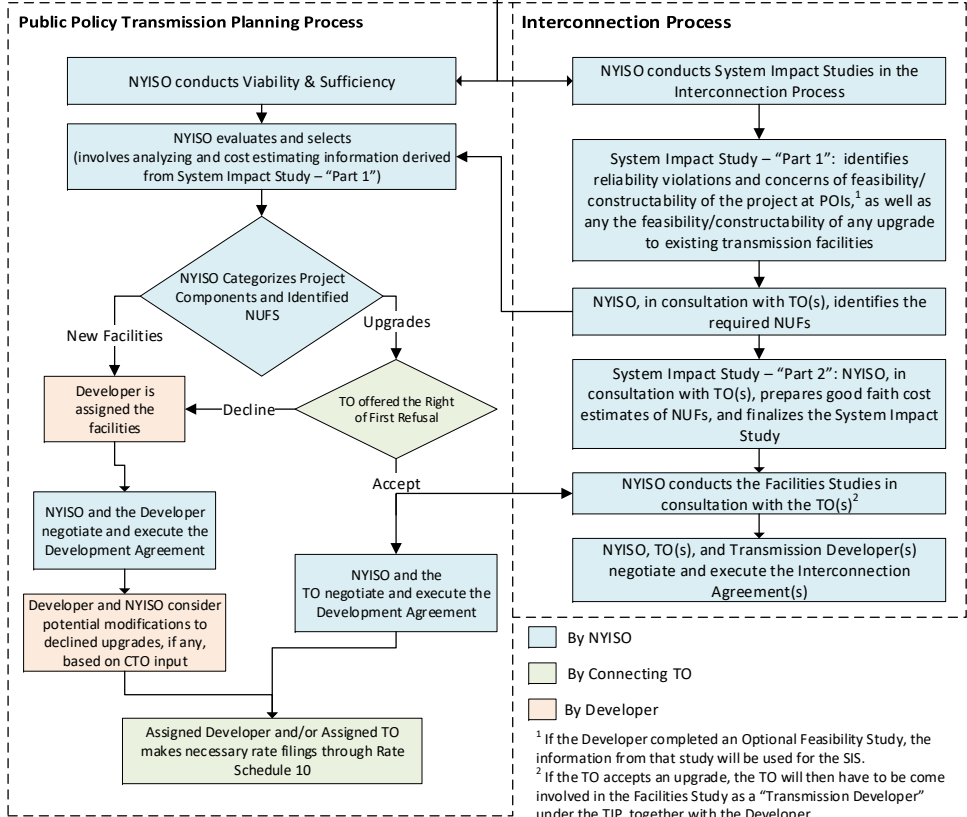 Public Policy Transmission Planning Process
NYISO conducts Viability & Sufficiency
NYISO evaluates and selects
(involves analyzing and cost estimating information derived
from System Impact Study – “Part 1”)
NYISO Categorizes Project
Components and Identified
NUFS
New Facilities
Upgrades
Developer is
assigned the
facilities
Decline
TO offered the Right
of First Refusal
Accept
NYISO and the Developer
negotiate and execute the
Development Agreement
NYISO and the
TO negotiate and execute the
Development Agreement
Developer and NYISO consider
potential modifications to
declined upgrades, if any,
based on CTO input
Assigned Developer and/or Assigned TO
makes necessary rate filings through Rate
Schedule 10
Interconnection Process
NYISO conducts System Impact Studies in the
Interconnection Process
System Impact Study – “Part 1”: identifies
reliability violations and concerns of feasibility/
constructability of the project at POIs,1 as well as
any the feasibility/constructability of any upgrade
to existing transmission facilities
NYISO, in consultation with TO(s), identifies the
required NUFs
System Impact Study – “Part 2”: NYISO, in
consultation with TO(s), prepares good faith cost
estimates of NUFs, and finalizes the System Impact
Study
NYISO conducts the Facilities Studies in
consultation with the TO(s)2
NYISO, TO(s), and Transmission Developer(s)
negotiate and execute the Interconnection
Agreement(s)
By NYISO
By Connecting TO
By Developer
1 If the Developer completed an Optional Feasibility Study, the
information from that study will be used for the SIS.
2 If the TO accepts an upgrade, the TO will then have to be come
involved in the Facilities Study as a “Transmission Developer”
under the TIP, together with the Developer